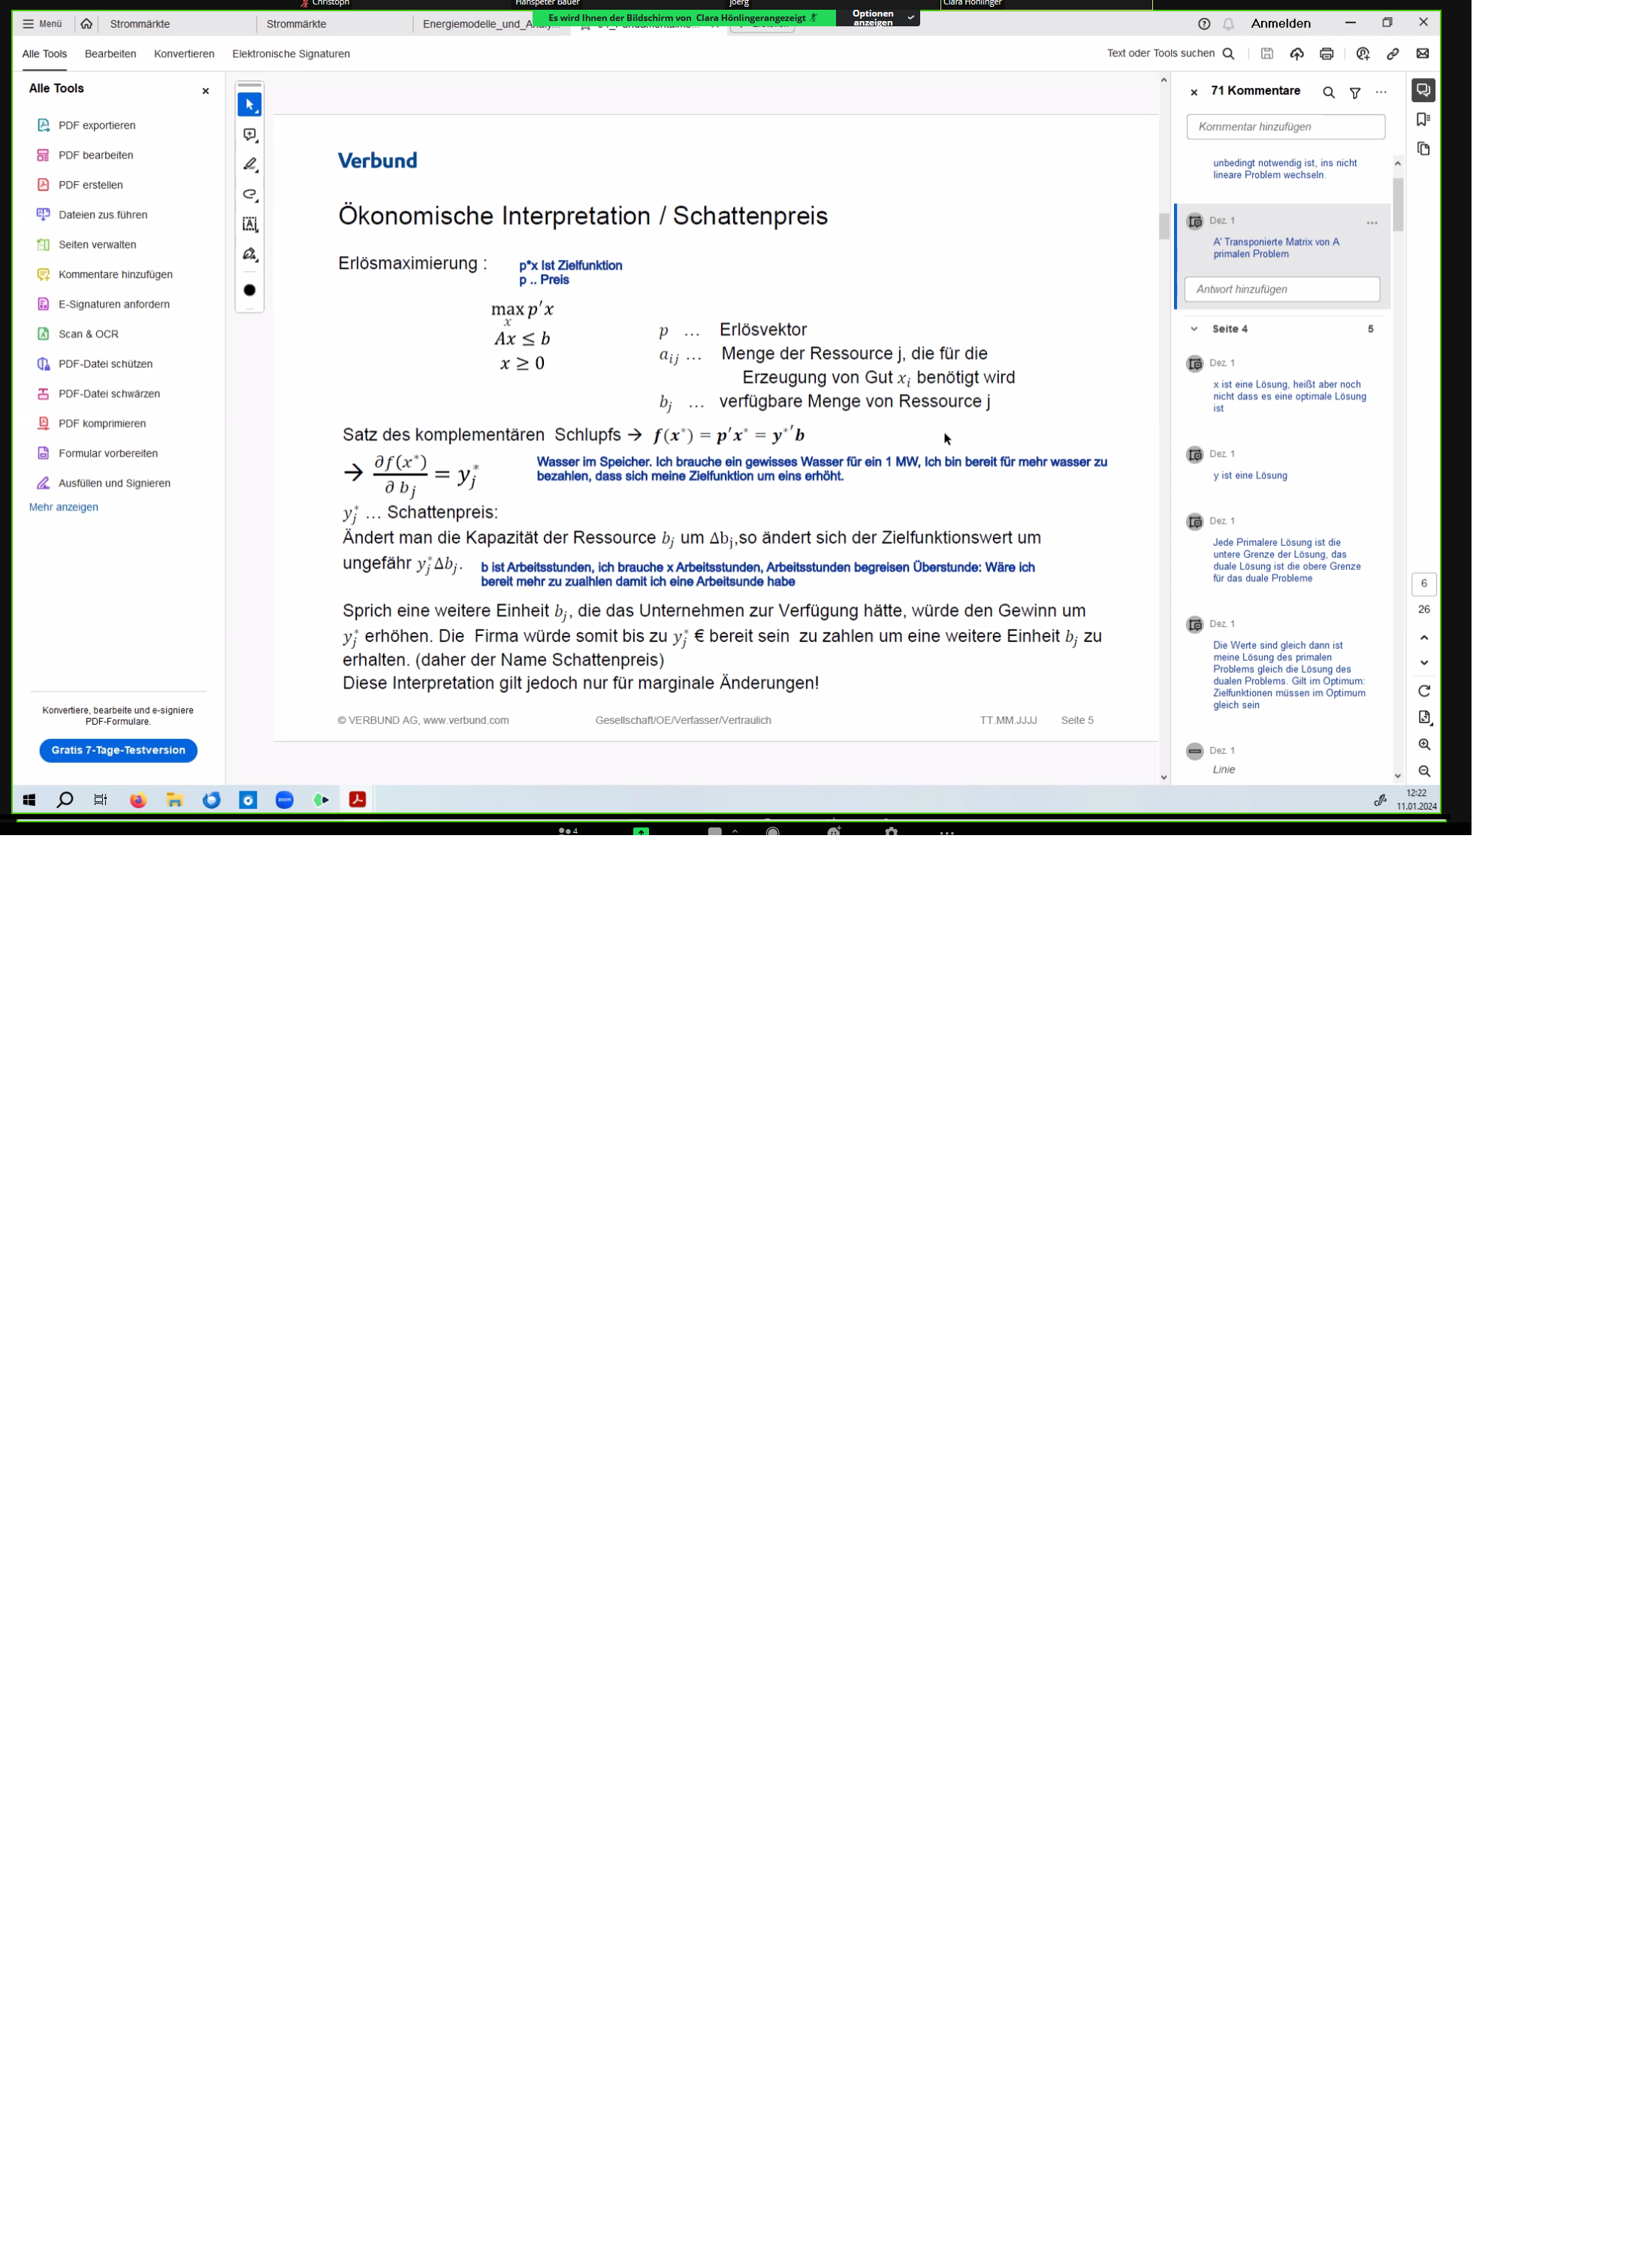 Christoph
Hanspeter Bauer
joerg
Clara Hönlinger
Es wird Ihnen der Bildschirm von Clara Hönlingerangezeigt
Optionen anzeigen
Menü
Strommärkte
Strommärkte
Anmelden
Alle Tools
Bearbeiten
Konvertieren
Elektronische Signaturen
Text oder Tools suchen
Alle Tools
PDF exportieren
PDF bearbeiten
PDF erstellen
Dateien zus.führen
Seiten verwalten
Kommentare hinzufügen
E-Signaturen anfordern
Scan & OCR
PDF-Datei schützen
PDF-Datei schwärzen
PDF komprimieren
Formular vorbereiten
Ausfüllen und Signieren
Mehr anzeigen
Konvertiere, bearbeite und e-signiere
PDF-Formulare.
Gratis 7-Tage-Testversion
Verbund
Ökonomische Interpretation / Schattenpreis
Erlösmaximierung :
p*x Ist Zielfunktion
p .. Preis
max p′x
x
Ax ≤ b
x ≥ 0
p … Erlösvektor
a_ij … Menge der Ressource j, die für die
Erzeugung von Gut x_i benötigt wird
b_j … verfügbare Menge von Ressource j
Satz des komplementären Schlupfs → f(x*) = p′x* = y*′b
→ ∂f(x*)/∂ b_j = y_j*
Wasser im Speicher. Ich brauche ein gewisses Wasser für ein 1 MW, Ich bin bereit für mehr wasser zu
bezahlen, dass sich meine Zielfunktion um eins erhöht.
y_j* … Schattenpreis:
Ändert man die Kapazität der Ressource b_j um Δb_j,so ändert sich der Zielfunktionswert um
ungefähr y_j*Δb_j.
b ist Arbeitsstunden, ich brauche x Arbeitsstunden, Arbeitsstunden begreisen Überstunde: Wäre ich
bereit mehr zu zualhlen damit ich eine Arbeitsunde habe
Sprich eine weitere Einheit b_j, die das Unternehmen zur Verfügung hätte, würde den Gewinn um
y_j* erhöhen. Die Firma würde somit bis zu y_j* € bereit sein zu zahlen um eine weitere Einheit b_j zu
erhalten. (daher der Name Schattenpreis)
Diese Interpretation gilt jedoch nur für marginale Änderungen!
© VERBUND AG, www.verbund.com
Gesellschaft/OE/Verfasser/Vertraulich
TT.MM.JJJJ
Seite 5
71 Kommentare
Kommentar hinzufügen
unbedingt notwendig ist, ins nicht
lineare Problem wechseln.
Dez. 1
A' Transponierte Matrix von A
primalen Problem
Antwort hinzufügen
Seite 4
5
Dez. 1
x ist eine Lösung, heißt aber noch
nicht dass es eine optimale Lösung
ist
Dez. 1
y ist eine Lösung
Dez. 1
Jede Primalere Lösung ist die
untere Grenze der Lösung, das
duale Lösung ist die obere Grenze
für das duale Probleme
Dez. 1
Die Werte sind gleich dann ist
meine Lösung des primalen
Problems gleich die Lösung des
dualen Problems. Gilt im Optimum:
Zielfunktionen müssen im Optimum
gleich sein
Dez. 1
Linie
6
26
zoom
12:22
11.01.2024
4